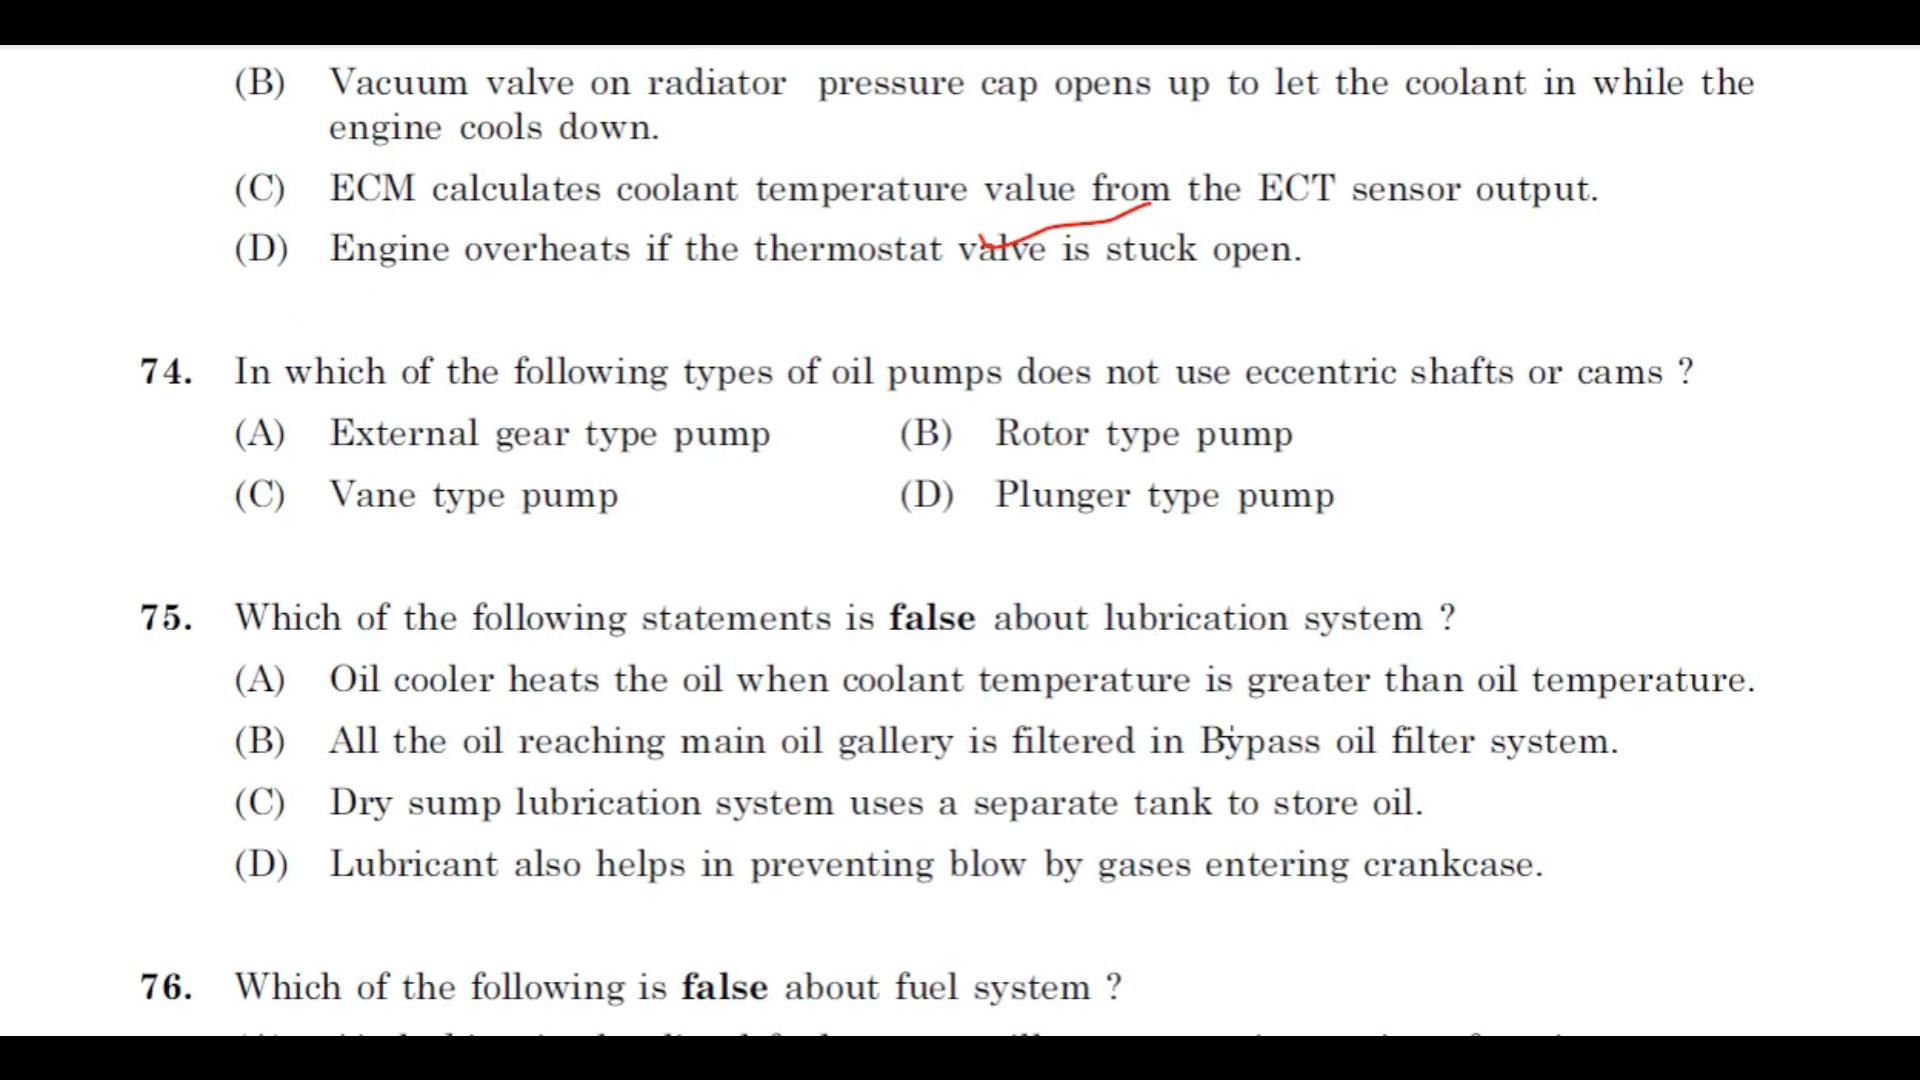 (B) Vacuum valve on radiator pressure cap opens up to let the coolant in while the
engine cools down.
(C) ECM calculates coolant temperature value from the ECT sensor output.
(D) Engine overheats if the thermostat valve is stuck open.
74. In which of the following types of oil pumps does not use eccentric shafts or cams ?
(A) External gear type pump (B) Rotor type pump
(C) Vane type pump (D) Plunger type pump
75. Which of the following statements is false about lubrication system ?
(A) Oil cooler heats the oil when coolant temperature is greater than oil temperature.
(B) All the oil reaching main oil gallery is filtered in Bypass oil filter system.
(C) Dry sump lubrication system uses a separate tank to store oil.
(D) Lubricant also helps in preventing blow by gases entering crankcase.
76. Which of the following is false about fuel system ?